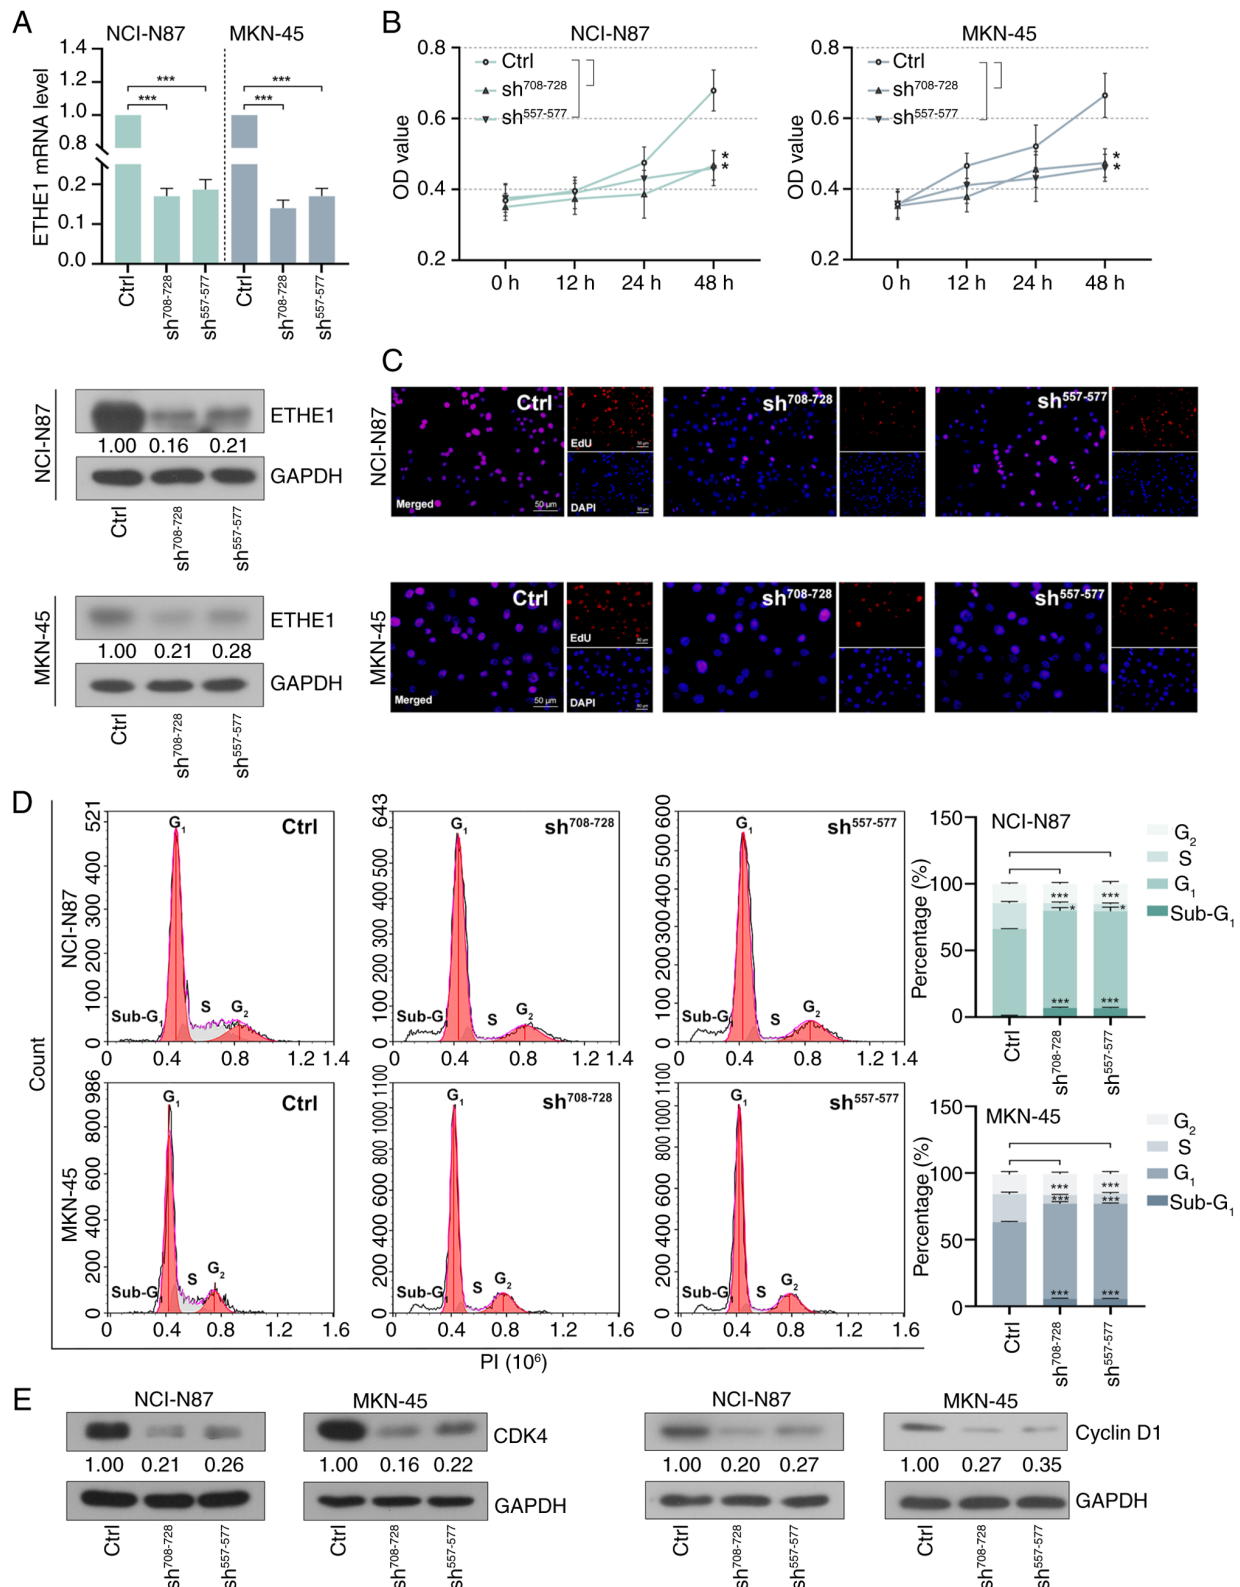 A
NCI-N87 MKN-45
ETHE1 mRNA level
1.4
1.2
1.0
0.8
0.2
0.1
0.0
*** *** *** ***
Ctrl sh708-728 sh557-577 Ctrl sh708-728 sh557-577
NCI-N87
ETHE1
1.00 0.16 0.21
GAPDH
Ctrl sh708-728 sh557-577
MKN-45
ETHE1
1.00 0.21 0.28
GAPDH
Ctrl sh708-728 sh557-577
B
NCI-N87
OD value
0.8
0.6
0.4
0.2
Ctrl
sh708-728
sh557-577
*
*
0 h 12 h 24 h 48 h
MKN-45
OD value
0.8
0.6
0.4
0.2
Ctrl
sh708-728
sh557-577
*
*
0 h 12 h 24 h 48 h
C
NCI-N87
Ctrl sh708-728 sh557-577
EdU
50 µm
Merged
50 µm
DAPI
50 µm
MKN-45
Ctrl sh708-728 sh557-577
EdU
50 µm
Merged
50 µm
DAPI
50 µm
D
Count
NCI-N87
521
400
300
200
100
0
G1
Ctrl
Sub-G1 S G2
0 0.4 0.8 1.2 1.4
643
500
400
300
200
100
0
G1
sh708-728
Sub-G S G2
0 0.4 0.8 1.2 1.6
600
500
400
300
200
100
0
G1
sh557-577
Sub-G S G2
0 0.4 0.8 1.2 1.4
NCI-N87
Percentage (%)
150
100
50
0
*** ***
* *
*** ***
Ctrl sh708-728 sh557-577
G2
S
G1
Sub-G1
MKN-45
986
800
600
400
200
0
G1
Ctrl
Sub-G1 S G2
0 0.4 0.8 1.2 1.6
1100
1000
800
600
400
200
0
G1
sh708-728
Sub-G S G2
0 0.4 0.8 1.2 1.6
1100
1000
800
600
400
200
0
G1
sh557-577
Sub-G S G2
0 0.4 0.8 1.2 1.6
PI (10⁶)
MKN-45
Percentage (%)
150
100
50
0
*** ***
*** ***
*** ***
Ctrl sh708-728 sh557-577
G2
S
G1
Sub-G1
E
NCI-N87 MKN-45
CDK4
1.00 0.21 0.26 1.00 0.16 0.22
GAPDH
Ctrl sh708-728 sh557-577 Ctrl sh708-728 sh557-577
NCI-N87 MKN-45
Cyclin D1
1.00 0.20 0.27 1.00 0.27 0.35
GAPDH
Ctrl sh708-728 sh557-577 Ctrl sh708-728 sh557-577